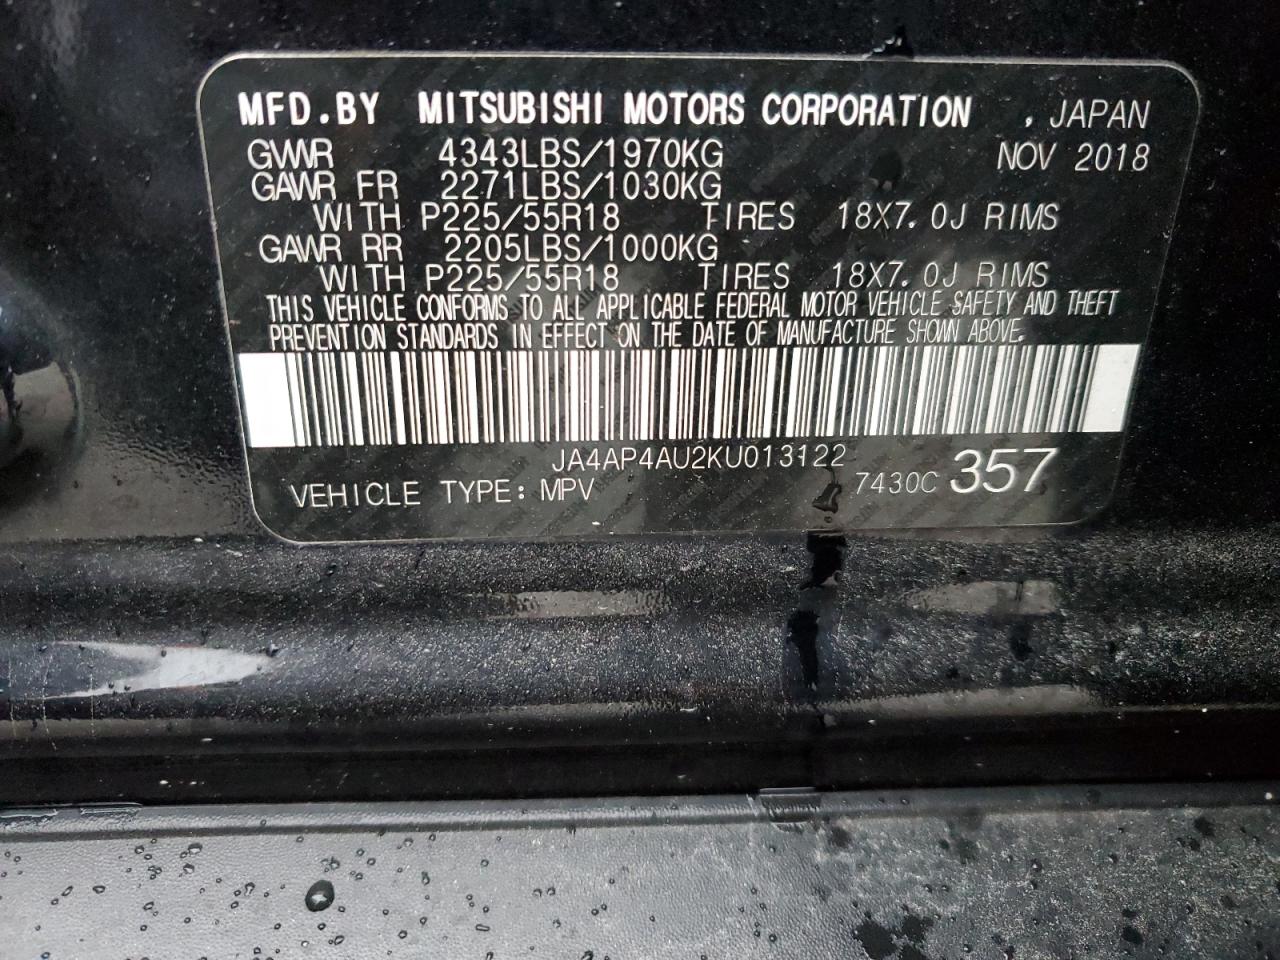 MFD.BY MITSUBISHI MOTORS CORPORATION , JAPAN
GVWR 4343LBS/1970KG NOV 2018
GAWR FR 2271LBS/1030KG
WITH P225/55R18 TIRES 18X7.0J RIMS
GAWR RR 2205LBS/1000KG
WITH P225/55R18 TIRES 18X7.0J RIMS
THIS VEHICLE CONFORMS TO ALL APPLICABLE FEDERAL MOTOR VEHICLE SAFETY AND THEFT
PREVENTION STANDARDS IN EFFECT ON THE DATE OF MANUFACTURE SHOWN ABOVE.
JA4AP4AU2KU013122
VEHICLE TYPE: MPV 7430C 357